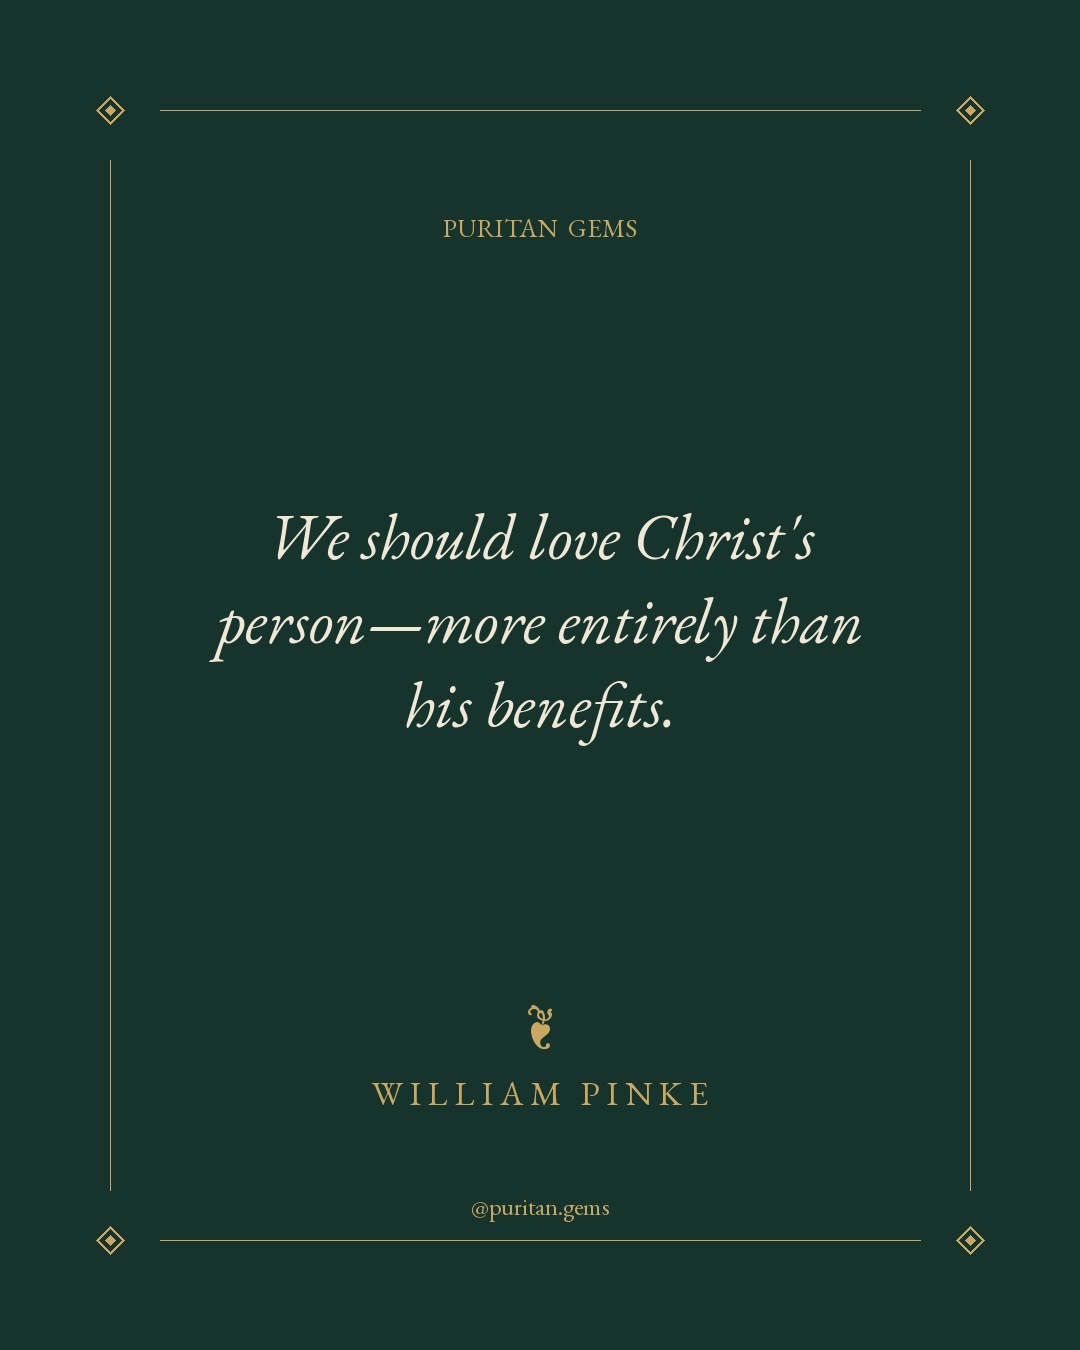 PURITAN GEMS
We should love Christ's
person—more entirely than
his benefits.
WILLIAM PINKE
@puritan.gems